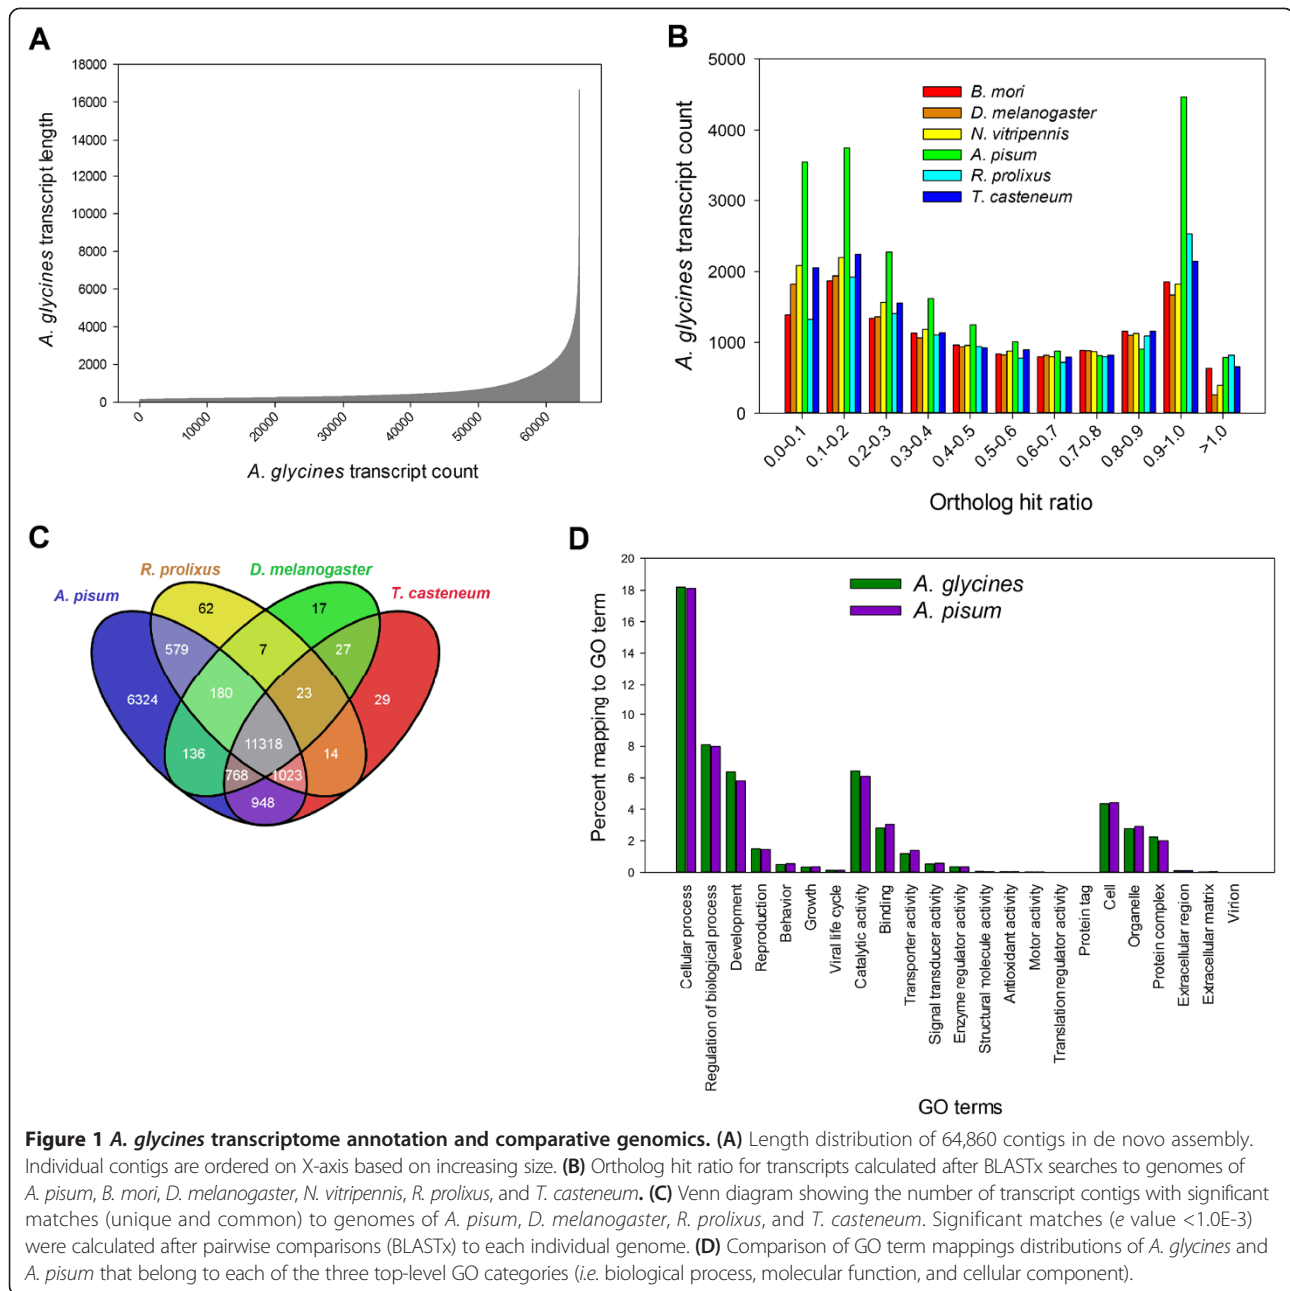 A
18000
16000
14000
12000
10000
8000
6000
4000
2000
0
A. glycines transcript length
0
10000
20000
30000
40000
50000
60000
A. glycines transcript count
B
5000
4000
3000
2000
1000
0
A. glycines transcript count
B. mori
D. melanogaster
N. vitripennis
A. pisum
R. prolixus
T. casteneum
0.0-0.1
0.1-0.2
0.2-0.3
0.3-0.4
0.4-0.5
0.5-0.6
0.6-0.7
0.7-0.8
0.8-0.9
0.9-1.0
>1.0
Ortholog hit ratio
C
R. prolixus
D. melanogaster
A. pisum
T. casteneum
62
17
579
7
27
6324
180
23
29
136
11318
14
768
1023
948
D
20
18
16
14
12
10
8
6
4
2
0
Percent mapping to GO term
A. glycines
A. pisum
Cellular process
Regulation of biological process
Development
Reproduction
Behavior
Growth
Viral life cycle
Catalytic activity
Binding
Transporter activity
Signal transducer activity
Enzyme regulator activity
Structural molecule activity
Antioxidant activity
Motor activity
Translation regulator activity
Protein tag
Cell
Organelle
Protein complex
Extracellular region
Extracellular matrix
Virion
GO terms
Figure 1 A. glycines transcriptome annotation and comparative genomics. (A) Length distribution of 64,860 contigs in de novo assembly.
Individual contigs are ordered on X-axis based on increasing size. (B) Ortholog hit ratio for transcripts calculated after BLASTx searches to genomes of
A. pisum, B. mori, D. melanogaster, N. vitripennis, R. prolixus, and T. casteneum. (C) Venn diagram showing the number of transcript contigs with significant
matches (unique and common) to genomes of A. pisum, D. melanogaster, R. prolixus, and T. casteneum. Significant matches (e value <1.0E-3)
were calculated after pairwise comparisons (BLASTx) to each individual genome. (D) Comparison of GO term mappings distributions of A. glycines and
A. pisum that belong to each of the three top-level GO categories (i.e. biological process, molecular function, and cellular component).